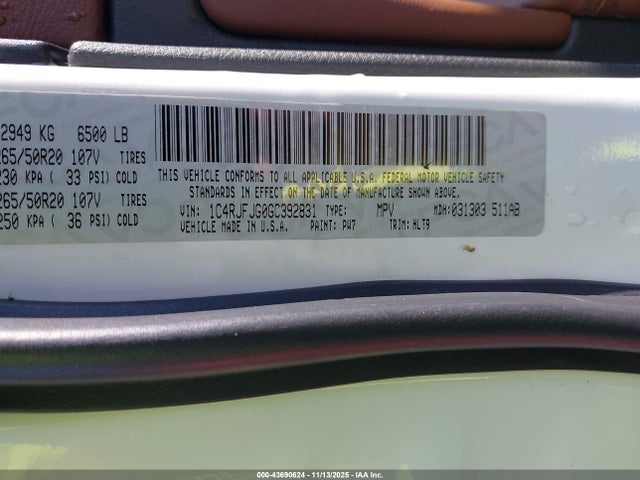 2949 KG 6500 LB
265/50R20 107V TIRES
230 KPA ( 33 PSI) COLD
265/50R20 107V TIRES
250 KPA ( 36 PSI) COLD
THIS VEHICLE CONFORMS TO ALL APPLICABLE U.S.A. FEDERAL MOTOR VEHICLE SAFETY
STANDARDS IN EFFECT ON THE DATE OF MANUFACTURE SHOWN ABOVE.
VIN: 1C4RJFJG0GC392831 TYPE: MPV MDH:031303 511AB
VEHICLE MADE IN U.S.A. PAINT: PW7 TRIM: HLT9
000-43690624 | 11/13/2025 - IAAI, Inc.